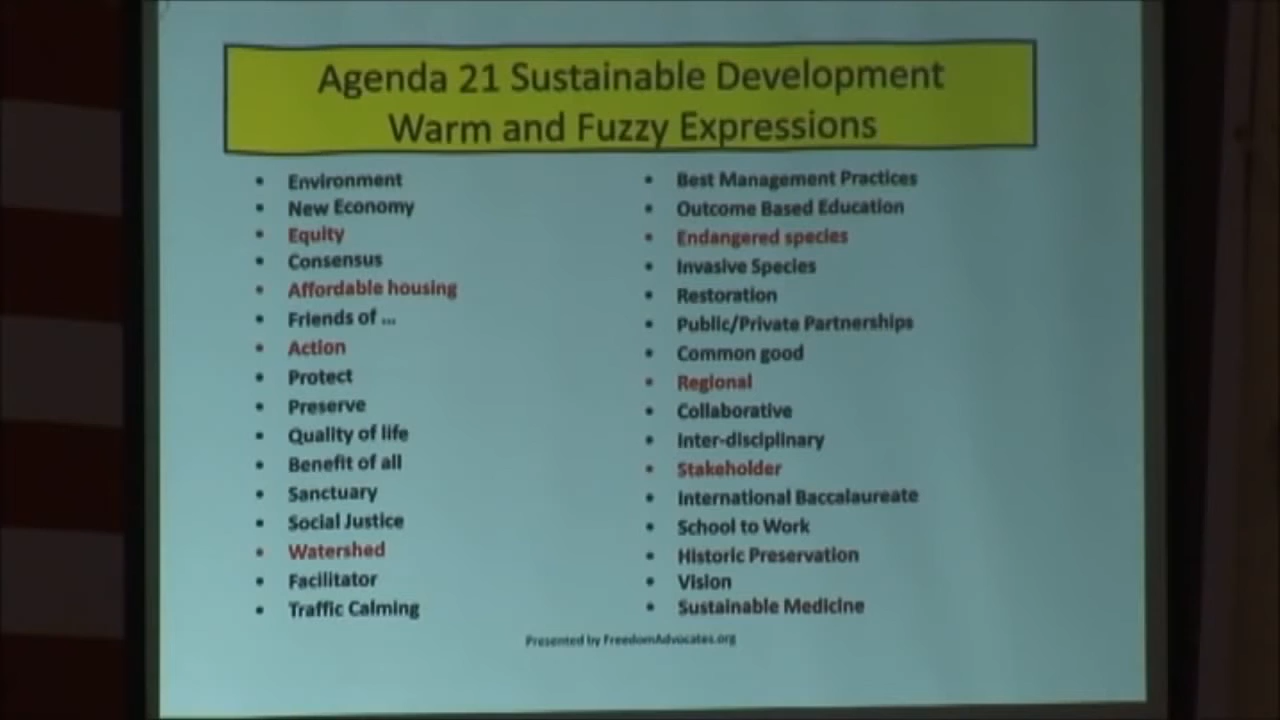 Agenda 21 Sustainable Development
Warm and Fuzzy Expressions
• Environment
• New Economy
• Equity
• Consensus
• Affordable housing
• Friends of ...
• Action
• Protect
• Preserve
• Quality of life
• Benefit of all
• Sanctuary
• Social Justice
• Watershed
• Facilitator
• Traffic Calming
• Best Management Practices
• Outcome Based Education
• Endangered species
• Invasive Species
• Restoration
• Public/Private Partnerships
• Common good
• Regional
• Collaborative
• Inter-disciplinary
• Stakeholder
• International Baccalaureate
• School to Work
• Historic Preservation
• Vision
• Sustainable Medicine
Presented by FreedomAdvocates.org